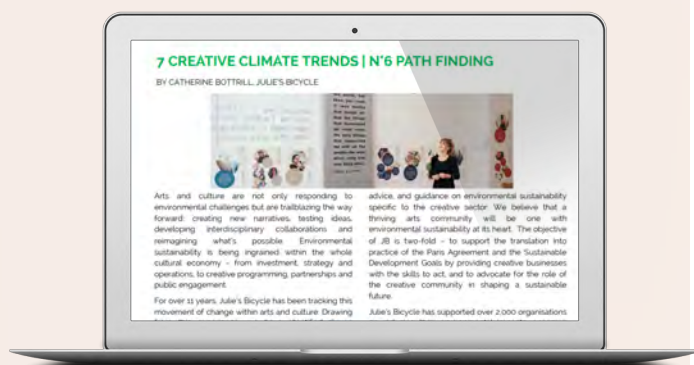 7 CREATIVE CLIMATE TRENDS | N°6 PATH FINDING
BY CATHERINE BOTTRILL, JULIE'S BICYCLE
Arts and culture are not only responding to
environmental challenges but are trailblazing the way
forward: creating new narratives, testing ideas,
developing interdisciplinary collaborations and
reimagining what's possible. Environmental
sustainability is being ingrained within the whole
cultural economy – from investment, strategy and
operations, to creative programming, partnerships and
public engagement.
For over 11 years, Julie's Bicycle has been tracking this
movement of change within arts and culture. Drawing
advice, and guidance on environmental sustainability
specific to the creative sector. We believe that a
thriving arts community will be one with
environmental sustainability at its heart. The objective
of JB is two-fold – to support the translation into
practice of the Paris Agreement and the Sustainable
Development Goals by providing creative businesses
with the skills to act, and to advocate for the role of
the creative community in shaping a sustainable
future.
Julie's Bicycle has supported over 2,000 organisations